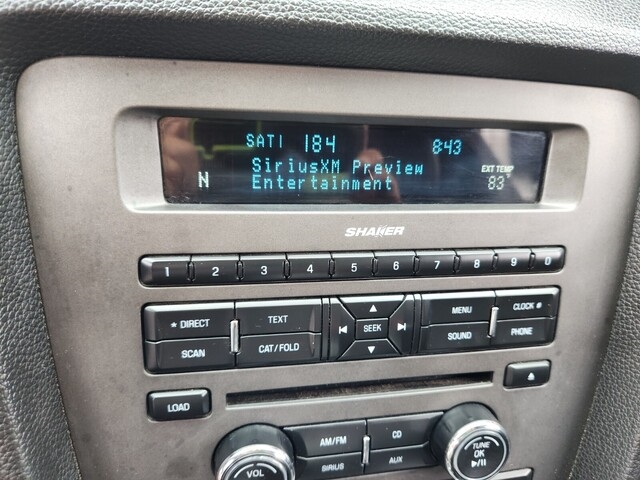 SAT1 184 8:43
SiriusXM Preview
EXT TEMP
N Entertainment 83°
SHAKER
1 2 3 4 5 6 7 8 9 0
* DIRECT TEXT MENU CLOCK
SEEK
SCAN CAT/FOLD SOUND PHONE
LOAD
AM/FM CD
SIRIUS AUX
VOL
TUNE
OK